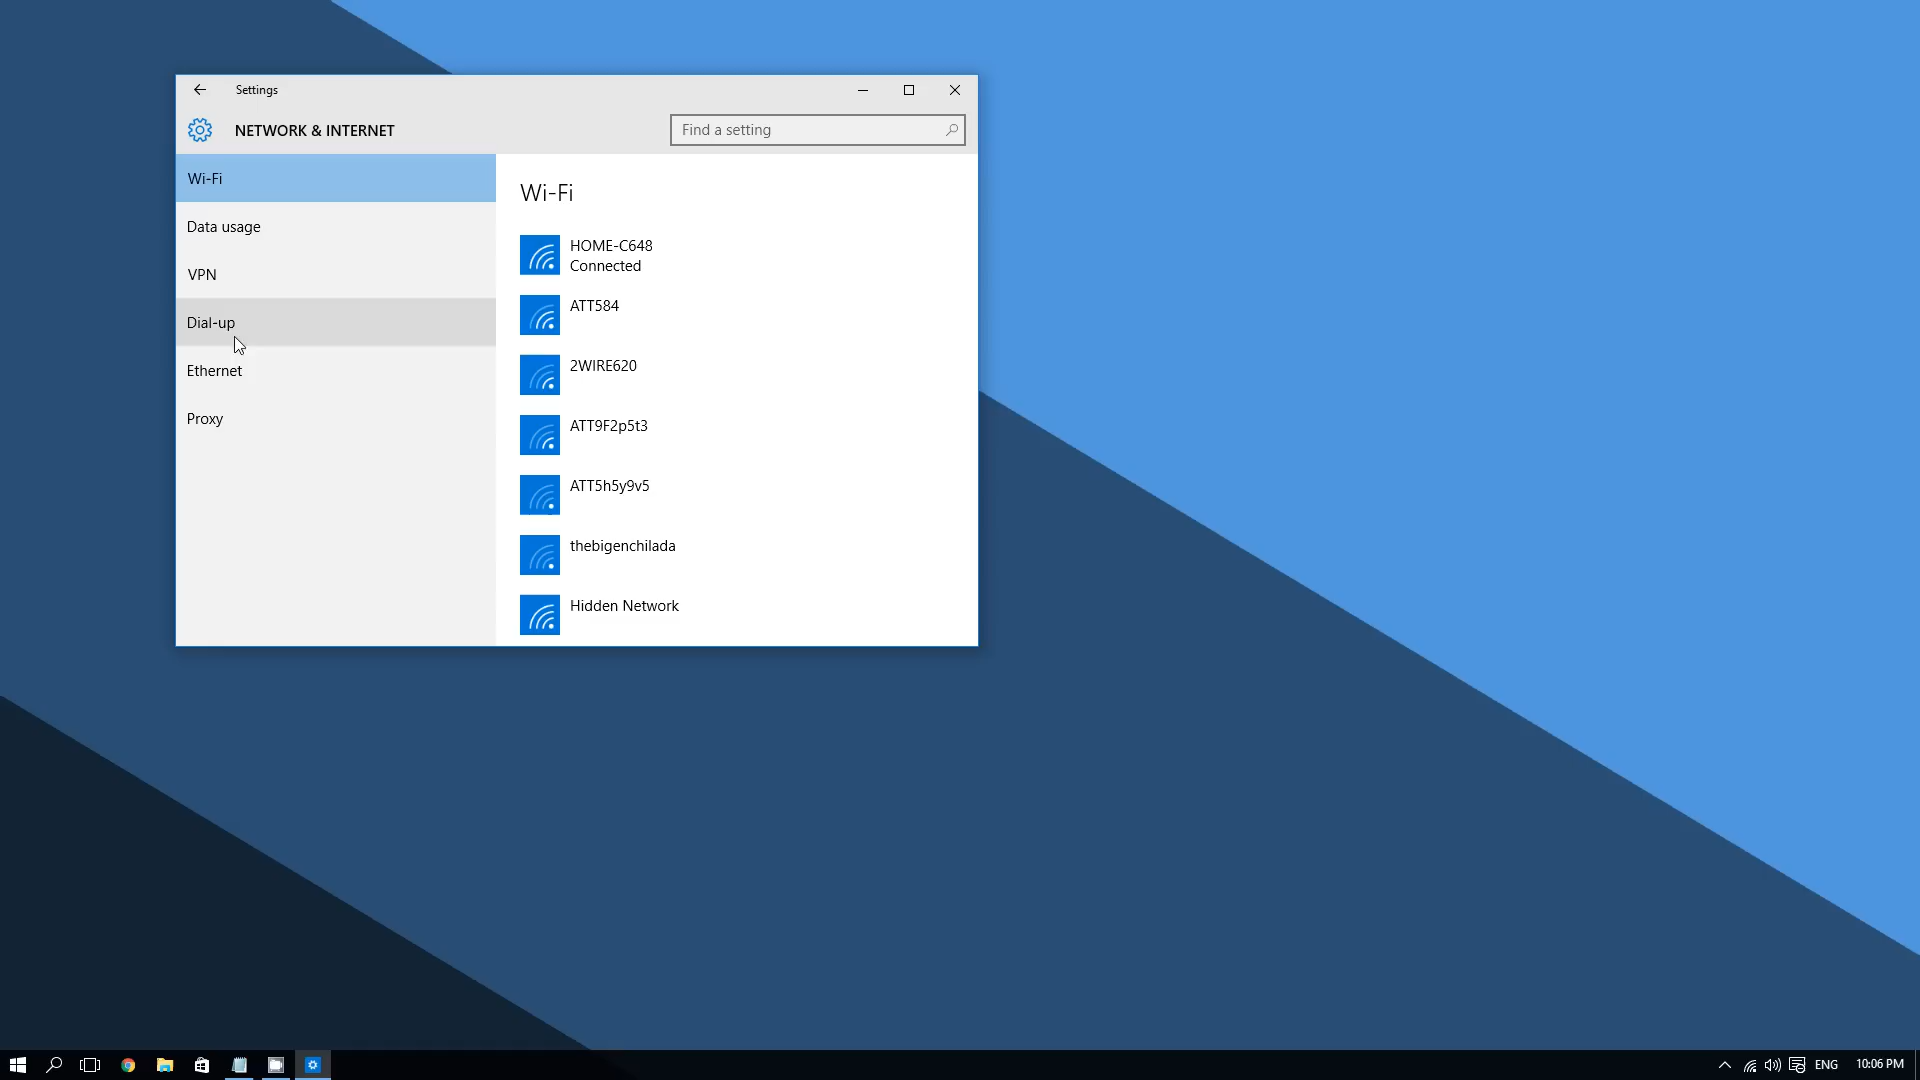 Settings
NETWORK & INTERNET
Find a setting
Wi-Fi
Data usage
VPN
Dial-up
Ethernet
Proxy
Wi-Fi
HOME-C648
Connected
ATT584
2WIRE620
ATT9F2p5t3
ATT5h5y9v5
thebigenchilada
Hidden Network
ENG
10:06 PM